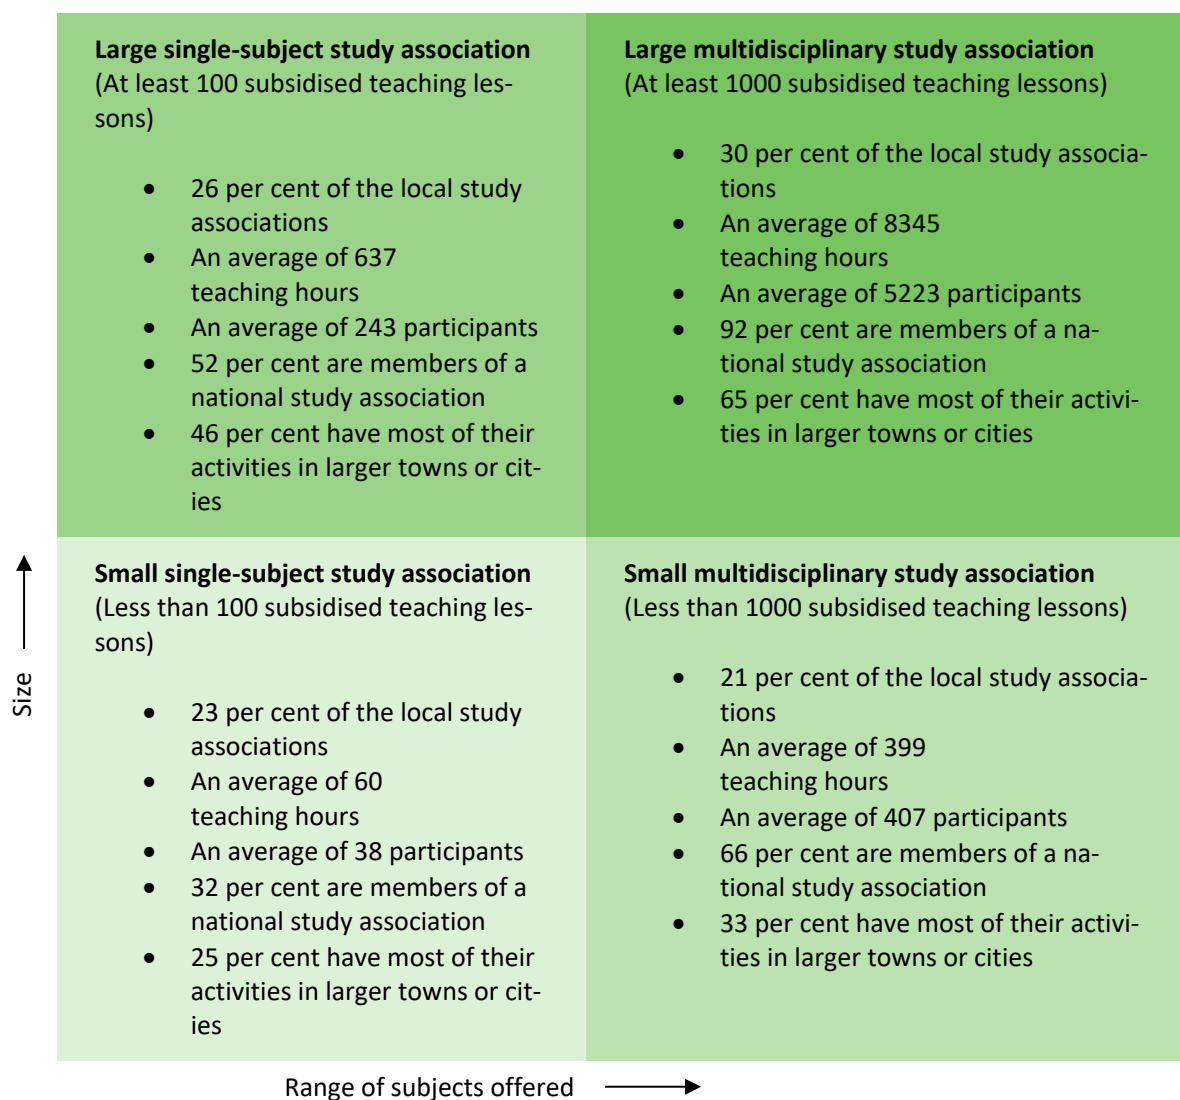 Large single-subject study association
(At least 100 subsidised teaching les-
sons)
• 26 per cent of the local study
associations
• An average of 637
teaching hours
• An average of 243 participants
• 52 per cent are members of a
national study association
• 46 per cent have most of their
activities in larger towns or cit-
ies
Large multidisciplinary study association
(At least 1000 subsidised teaching lessons)
• 30 per cent of the local study associa-
tions
• An average of 8345
teaching hours
• An average of 5223 participants
• 92 per cent are members of a na-
tional study association
• 65 per cent have most of their activi-
ties in larger towns or cities
Size
Small single-subject study association
(Less than 100 subsidised teaching les-
sons)
• 23 per cent of the local study
associations
• An average of 60
teaching hours
• An average of 38 participants
• 32 per cent are members of a
national study association
• 25 per cent have most of their
activities in larger towns or cit-
ies
Small multidisciplinary study association
(Less than 1000 subsidised teaching lessons)
• 21 per cent of the local study associa-
tions
• An average of 399
teaching hours
• An average of 407 participants
• 66 per cent are members of a na-
tional study association
• 33 per cent have most of their activi-
ties in larger towns or cities
Range of subjects offered